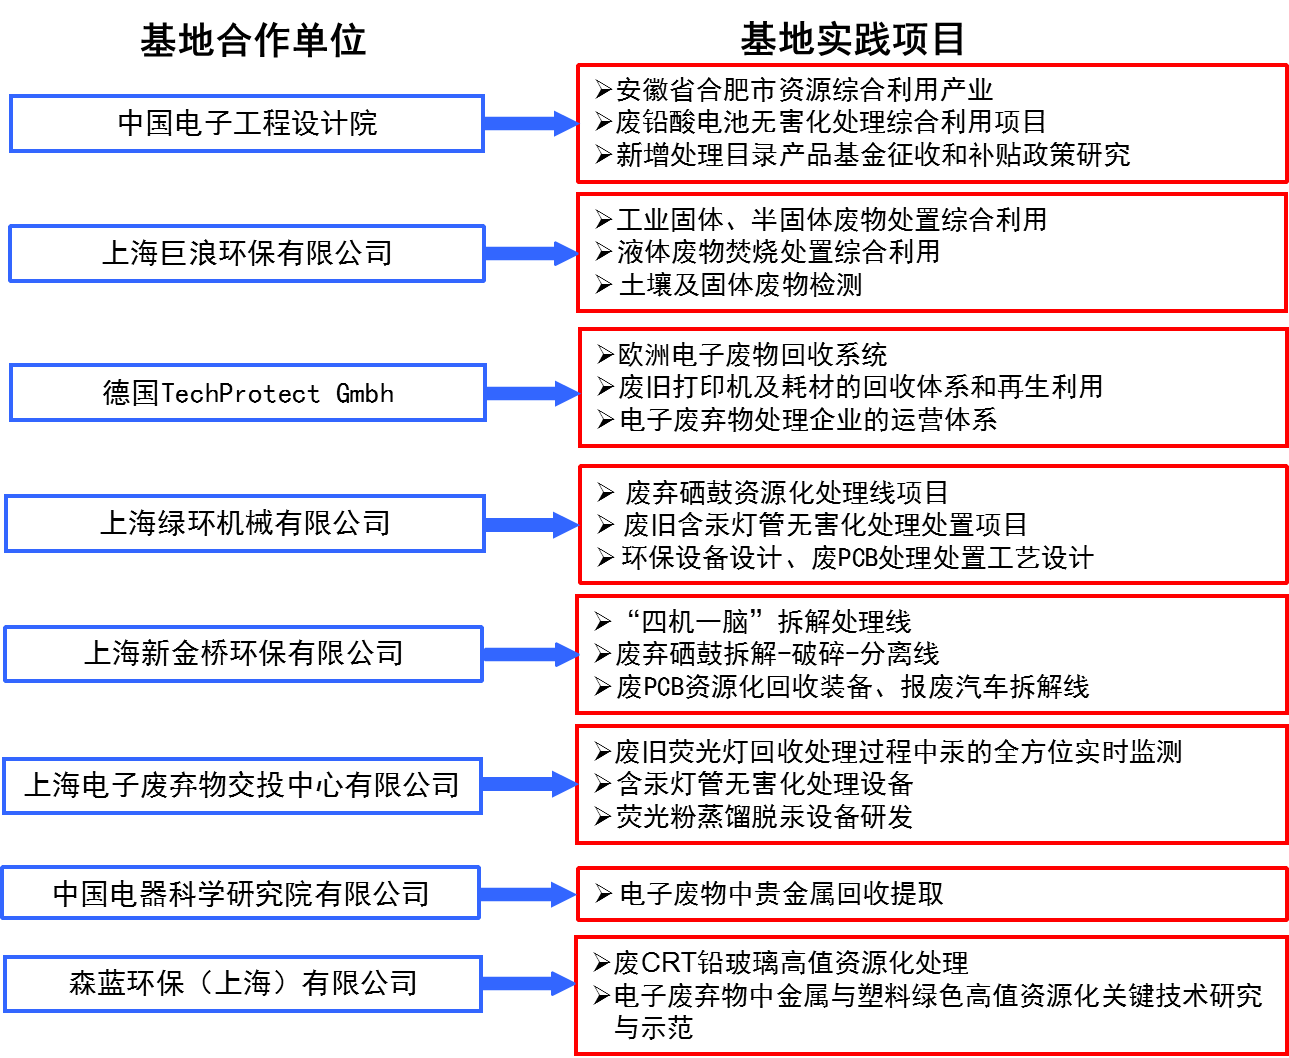 基地合作单位
基地实践项目
中国电子工程设计院
➢安徽省合肥市资源综合利用产业
➢废铅酸电池无害化处理综合利用项目
➢新增处理目录产品基金征收和补贴政策研究
上海巨浪环保有限公司
➢工业固体、半固体废物处置综合利用
➢液体废物焚烧处置综合利用
➢土壤及固体废物检测
德国TechProtect Gmbh
➢欧洲电子废物回收系统
➢废旧打印机及耗材的回收体系和再生利用
➢电子废弃物处理企业的运营体系
上海绿环机械有限公司
➢ 废弃硒鼓资源化处理线项目
➢ 废旧含汞灯管无害化处理处置项目
➢ 环保设备设计、废PCB处理处置工艺设计
上海新金桥环保有限公司
➢“四机一脑”拆解处理线
➢废弃硒鼓拆解-破碎-分离线
➢废PCB资源化回收装备、报废汽车拆解线
上海电子废弃物交投中心有限公司
➢废旧荧光灯回收处理过程中汞的全方位实时监测
➢含汞灯管无害化处理设备
➢荧光粉蒸馏脱汞设备研发
中国电器科学研究院有限公司
➢电子废物中贵金属回收提取
森蓝环保（上海）有限公司
➢废CRT铅玻璃高值资源化处理
➢电子废弃物中金属与塑料绿色高值资源化关键技术研究
与示范